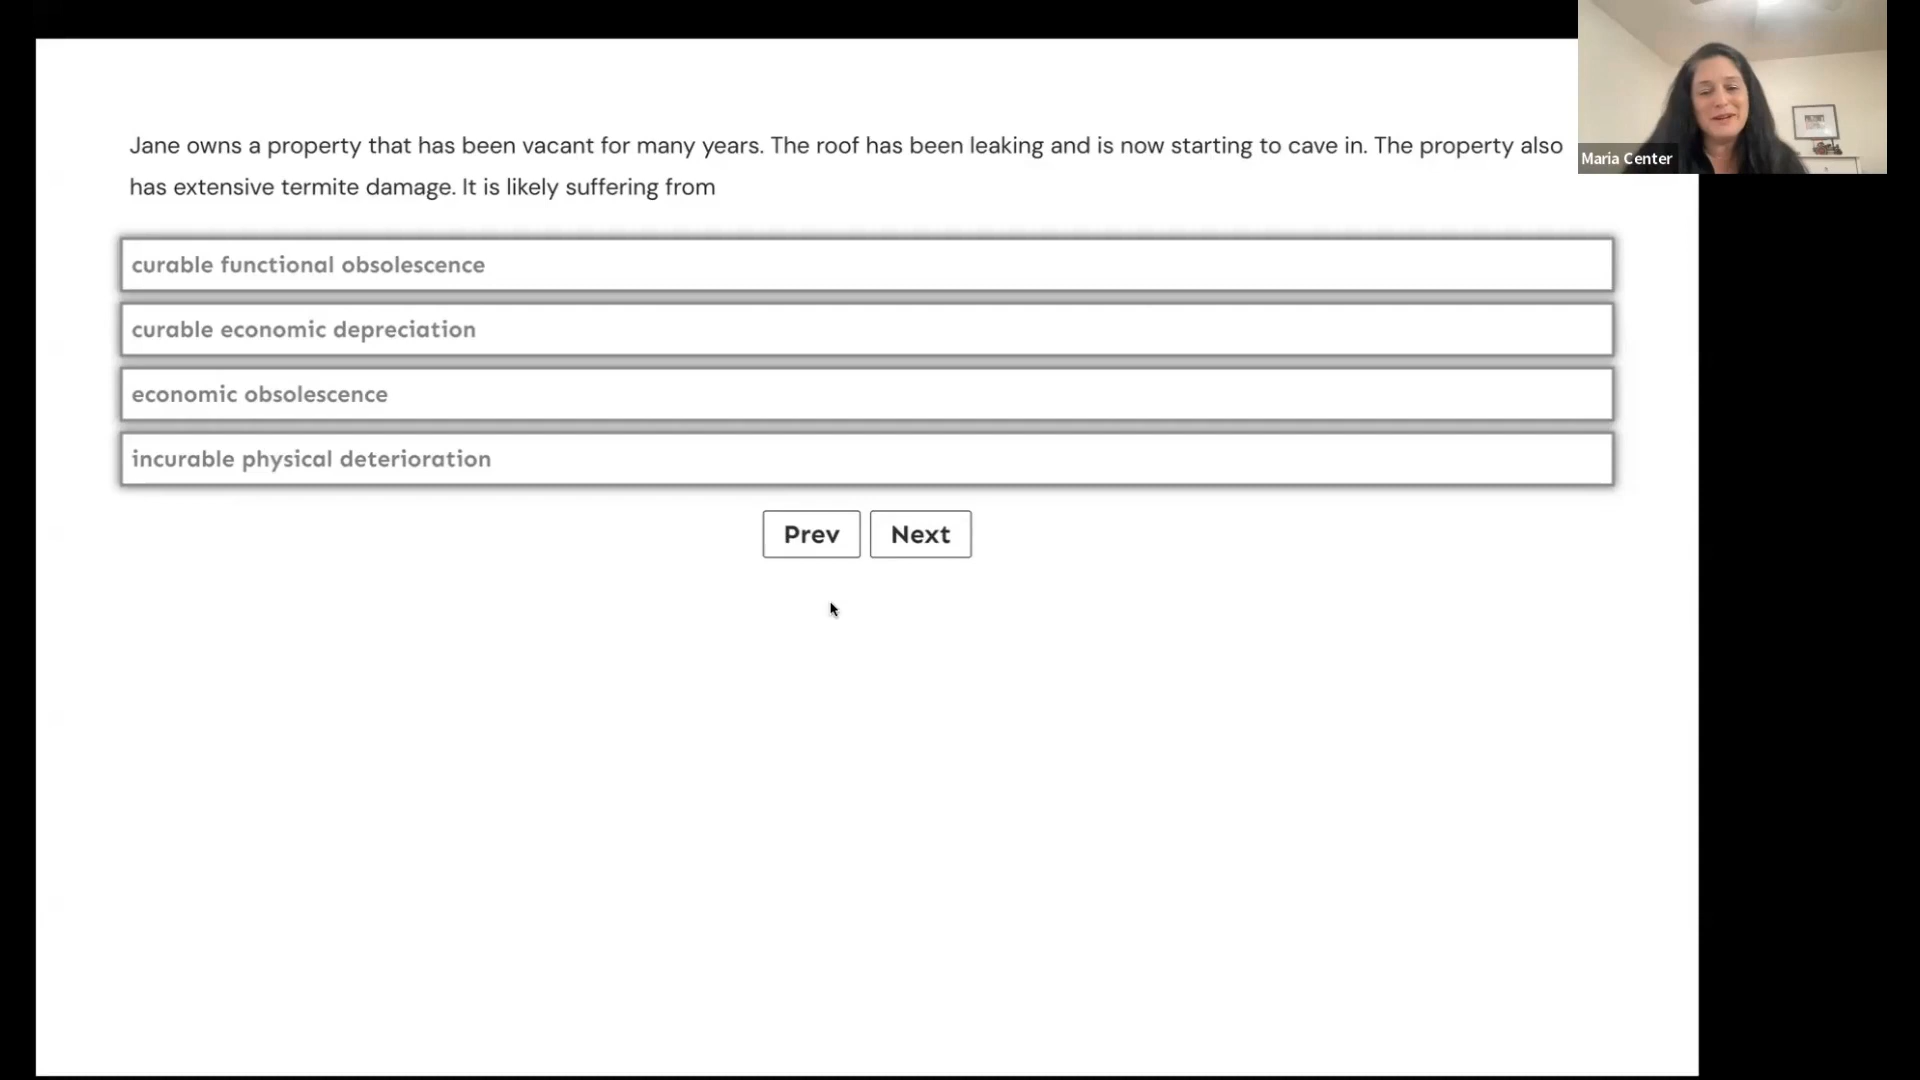 Jane owns a property that has been vacant for many years. The roof has been leaking and is now starting to cave in. The property also
has extensive termite damage. It is likely suffering from
curable functional obsolescence
curable economic depreciation
economic obsolescence
incurable physical deterioration
Prev Next
Maria Center